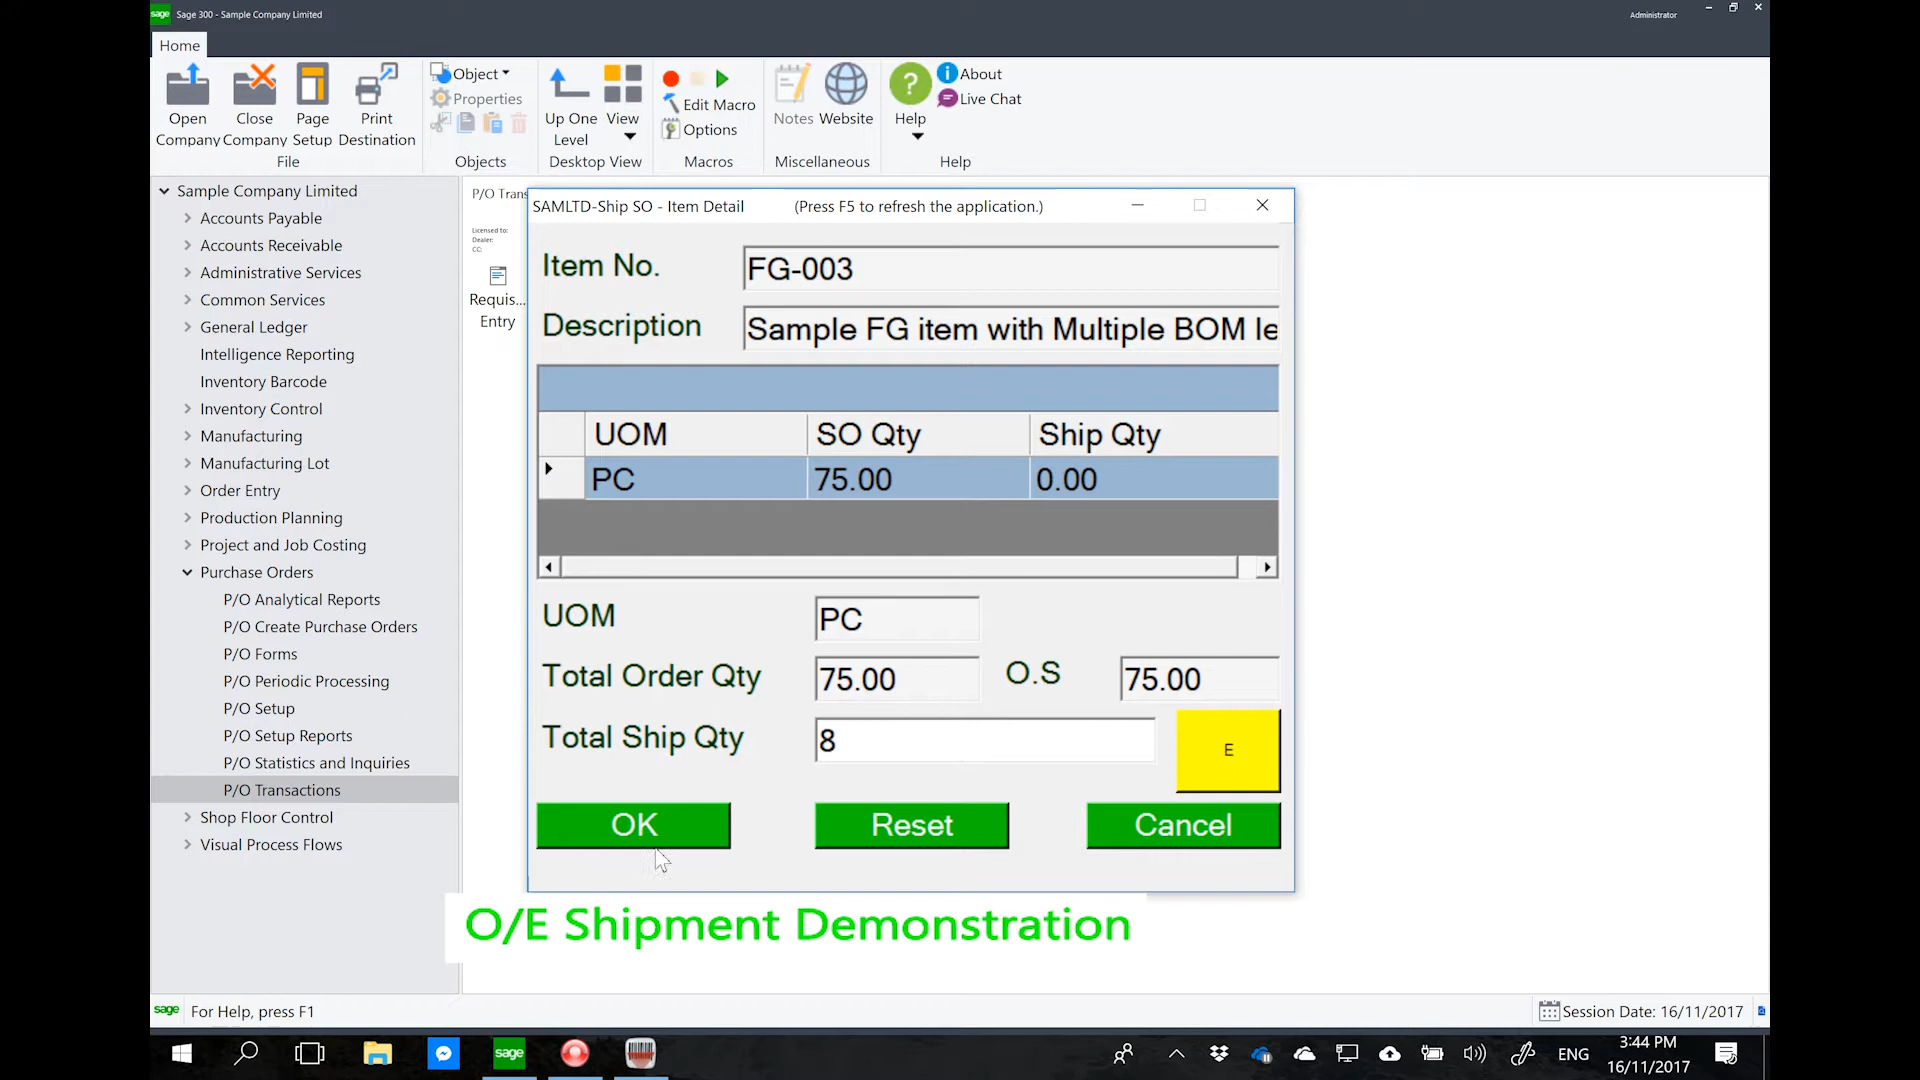 sage Sage 300 - Sample Company Limited
Administrator
Home
Open Company
Close Company
Page Setup
Print Destination
File
Object
Properties
Objects
Up One Level
View
Desktop View
Edit Macro
Options
Macros
Notes
Website
Miscellaneous
Help
About
Live Chat
Help
Sample Company Limited
Accounts Payable
Accounts Receivable
Administrative Services
Common Services
General Ledger
Intelligence Reporting
Inventory Barcode
Inventory Control
Manufacturing
Manufacturing Lot
Order Entry
Production Planning
Project and Job Costing
Purchase Orders
P/O Analytical Reports
P/O Create Purchase Orders
P/O Forms
P/O Periodic Processing
P/O Setup
P/O Setup Reports
P/O Statistics and Inquiries
P/O Transactions
Shop Floor Control
Visual Process Flows
P/O Trans
Licensed to:
Dealer:
CC:
Requis...
Entry
SAMLTD-Ship SO - Item Detail (Press F5 to refresh the application.)
Item No. FG-003
Description Sample FG item with Multiple BOM le
UOM SO Qty Ship Qty
PC 75.00 0.00
UOM PC
Total Order Qty 75.00 O.S 75.00
Total Ship Qty 8 E
OK Reset Cancel
O/E Shipment Demonstration
sage For Help, press F1
Session Date: 16/11/2017
sage
ENG
3:44 PM
16/11/2017